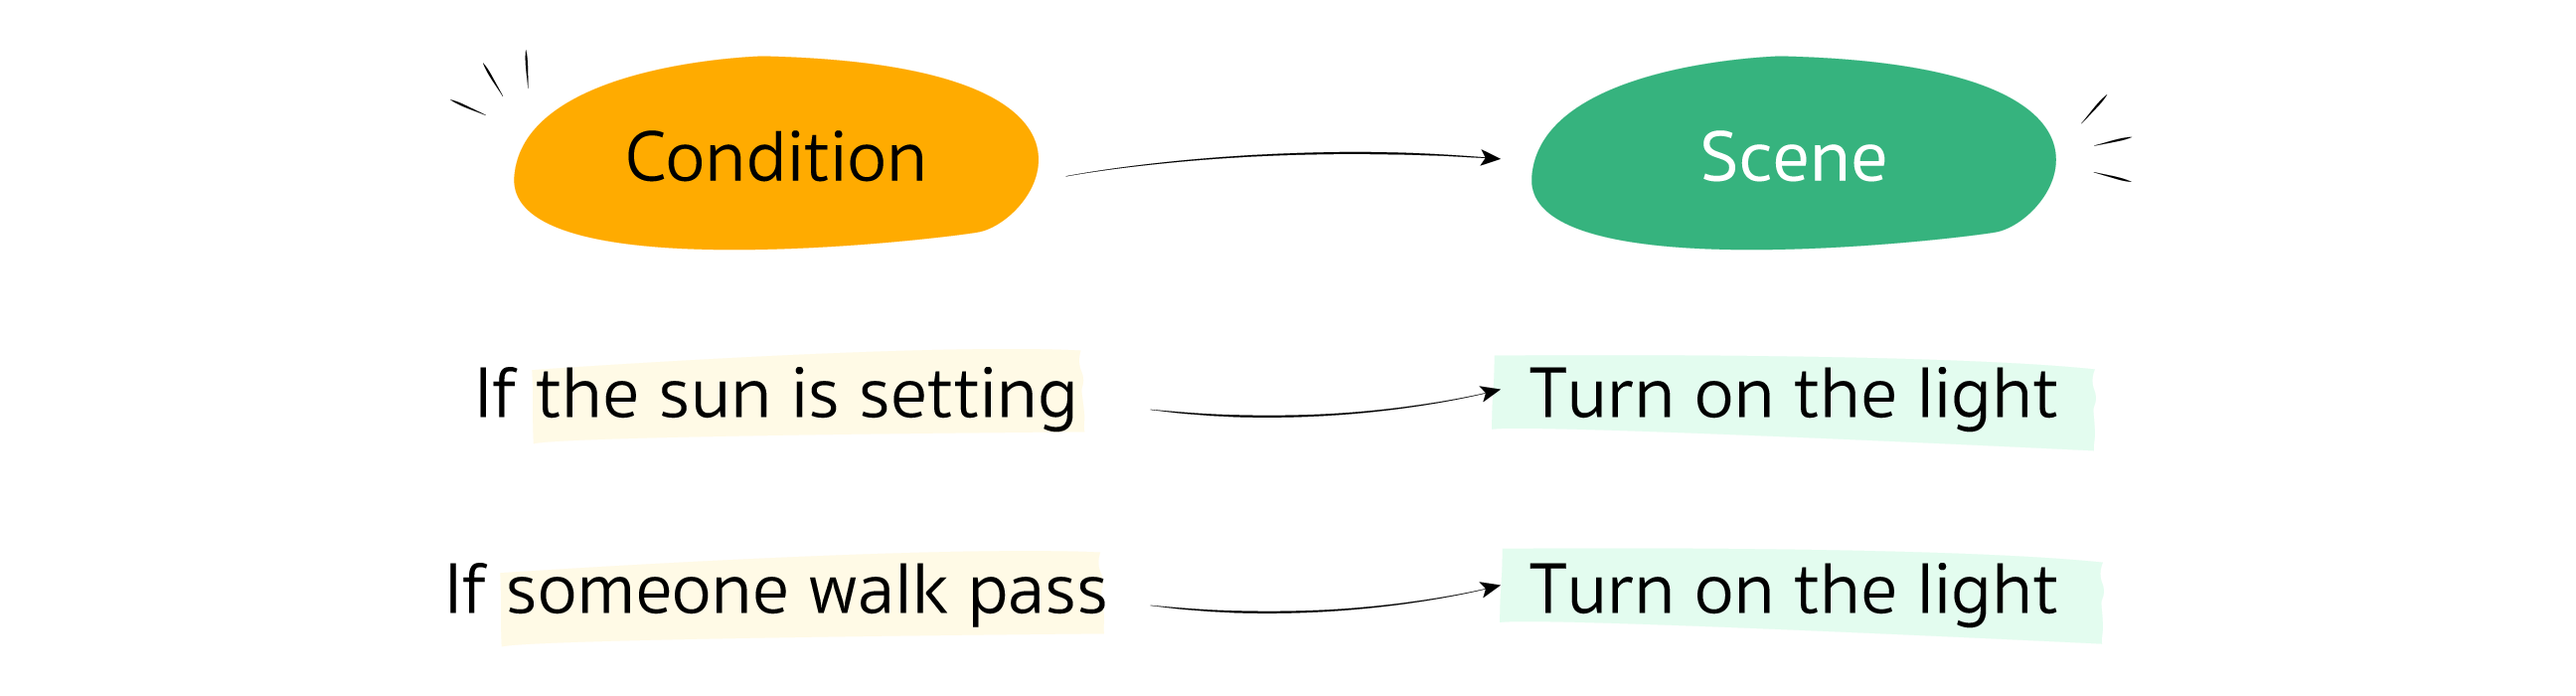 Condition
Scene
If the sun is setting
Turn on the light
If someone walk pass
Turn on the light